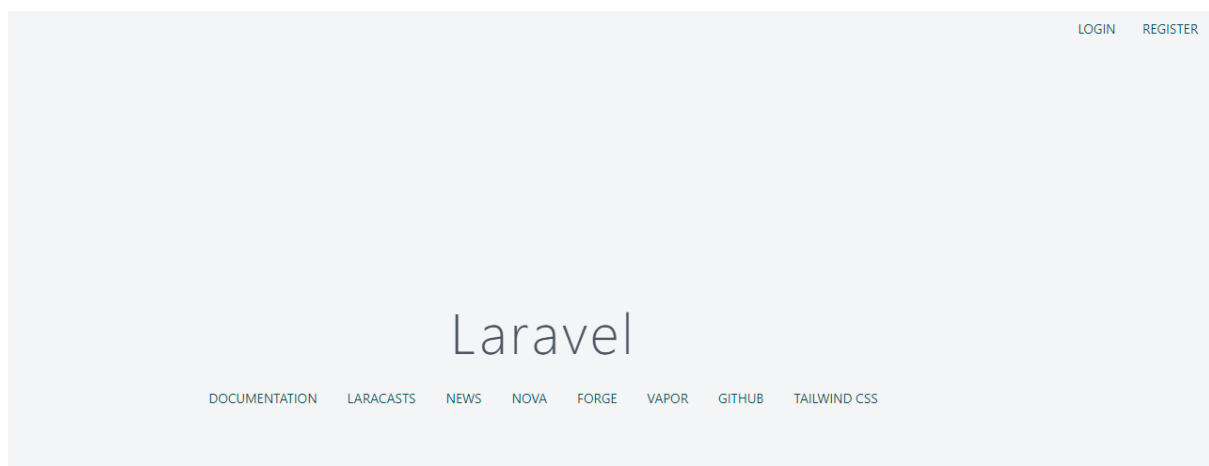 LOGIN REGISTER
Laravel
DOCUMENTATION LARACASTS NEWS NOVA FORGE VAPOR GITHUB TAILWIND CSS